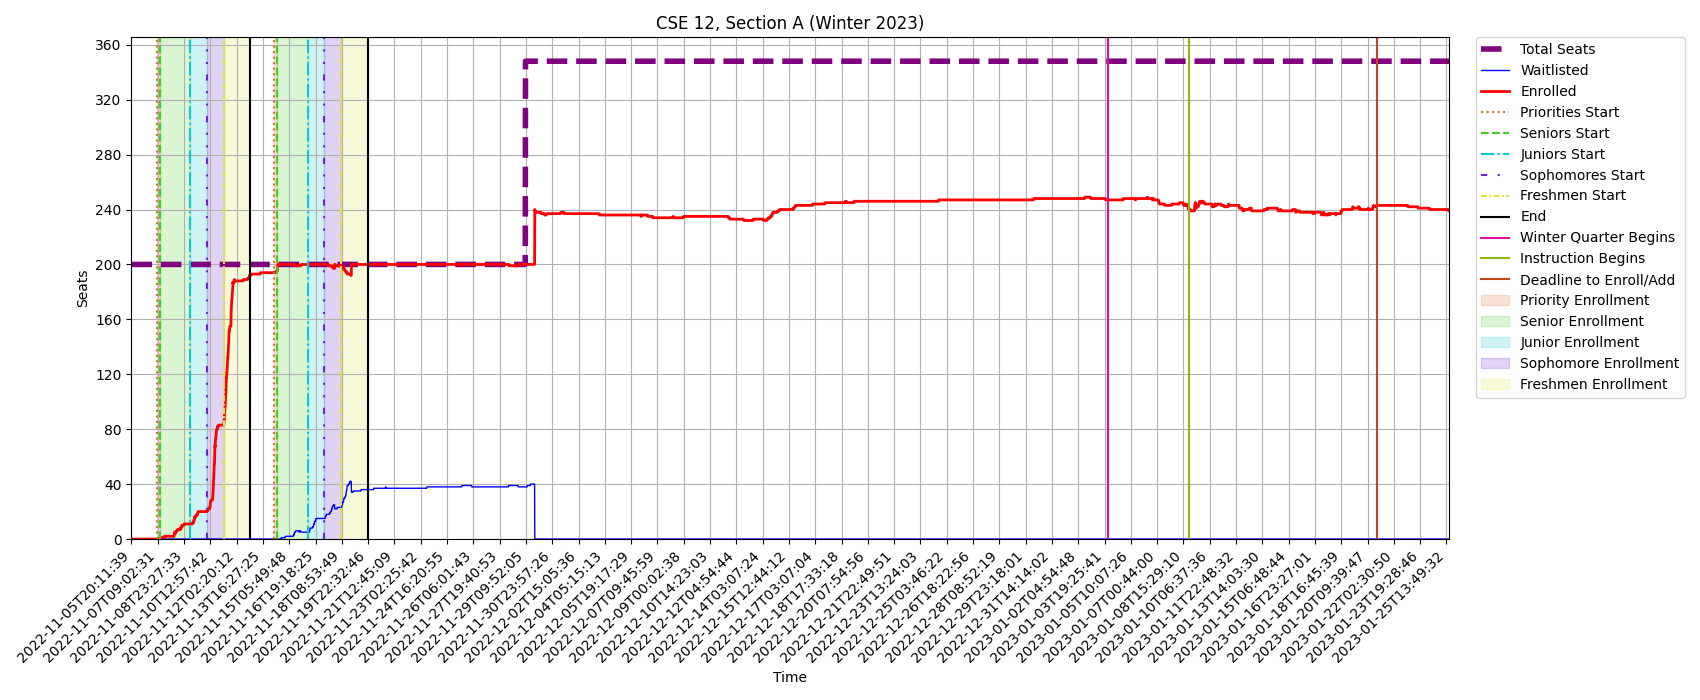 CSE 12, Section A (Winter 2023)
360
320
280
240
200
160
120
80
40
0
Seats
2022-11-05T20:11:39
2022-11-07T09:02:31
2022-11-08T23:27:33
2022-11-10T12:57:42
2022-11-12T02:20:12
2022-11-13T16:27:25
2022-11-15T05:49:48
2022-11-16T19:18:25
2022-11-18T08:53:49
2022-11-19T22:32:46
2022-11-21T12:45:09
2022-11-23T02:25:42
2022-11-24T16:20:55
2022-11-26T06:01:43
2022-11-27T19:40:53
2022-11-29T09:52:05
2022-11-30T23:57:26
2022-12-02T15:05:36
2022-12-04T05:15:13
2022-12-05T19:17:29
2022-12-07T09:45:59
2022-12-09T00:02:38
2022-12-10T14:23:03
2022-12-12T04:54:44
2022-12-14T03:07:24
2022-12-15T12:44:12
2022-12-17T03:07:04
2022-12-18T17:33:18
2022-12-20T07:54:56
2022-12-21T22:49:51
2022-12-23T13:24:03
2022-12-25T03:46:22
2022-12-26T18:22:56
2022-12-28T08:52:19
2022-12-29T23:18:01
2022-12-31T14:14:02
2023-01-02T04:54:48
2023-01-03T19:25:41
2023-01-05T10:07:26
2023-01-07T00:44:00
2023-01-08T15:29:10
2023-01-10T06:37:36
2023-01-11T22:48:32
2023-01-13T14:03:30
2023-01-15T06:48:44
2023-01-16T23:27:01
2023-01-18T16:45:39
2023-01-20T09:39:47
2023-01-22T02:30:50
2023-01-23T19:28:46
2023-01-25T13:49:32
Time
Total Seats
Waitlisted
Enrolled
Priorities Start
Seniors Start
Juniors Start
Sophomores Start
Freshmen Start
End
Winter Quarter Begins
Instruction Begins
Deadline to Enroll/Add
Priority Enrollment
Senior Enrollment
Junior Enrollment
Sophomore Enrollment
Freshmen Enrollment